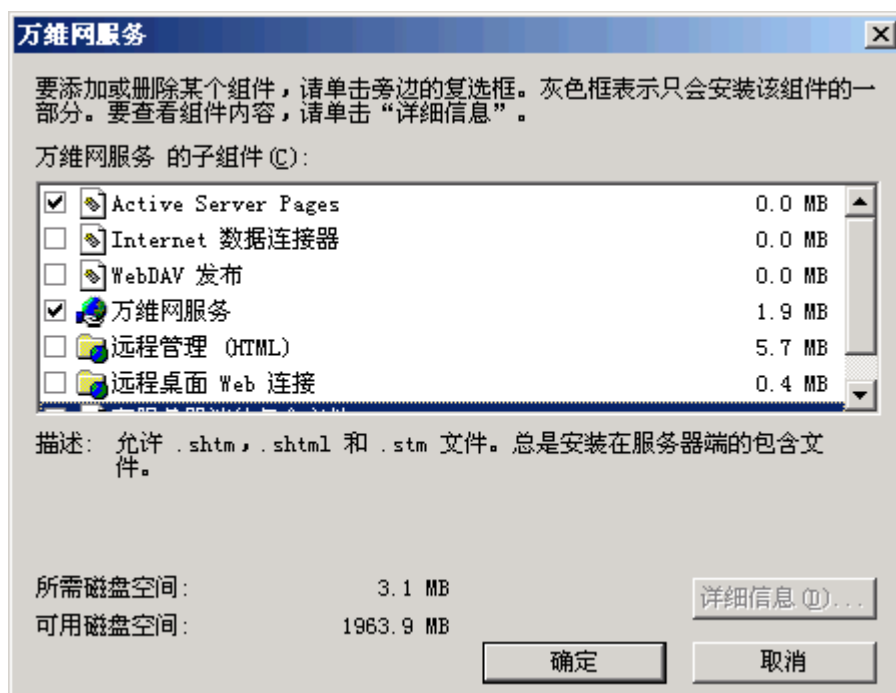 万维网服务
要添加或删除某个组件，请单击旁边的复选框。灰色框表示只会安装该组件的一
部分。要查看组件内容，请单击“详细信息”。
万维网服务 的子组件(C):
Active Server Pages 0.0 MB
Internet 数据连接器 0.0 MB
WebDAV 发布 0.0 MB
万维网服务 1.9 MB
远程管理 (HTML) 5.7 MB
远程桌面 Web 连接 0.4 MB
描述: 允许 .shtm，.shtml 和 .stm 文件。总是安装在服务器端的包含文
件。
所需磁盘空间: 3.1 MB
详细信息(D)...
可用磁盘空间: 1963.9 MB
确定 取消